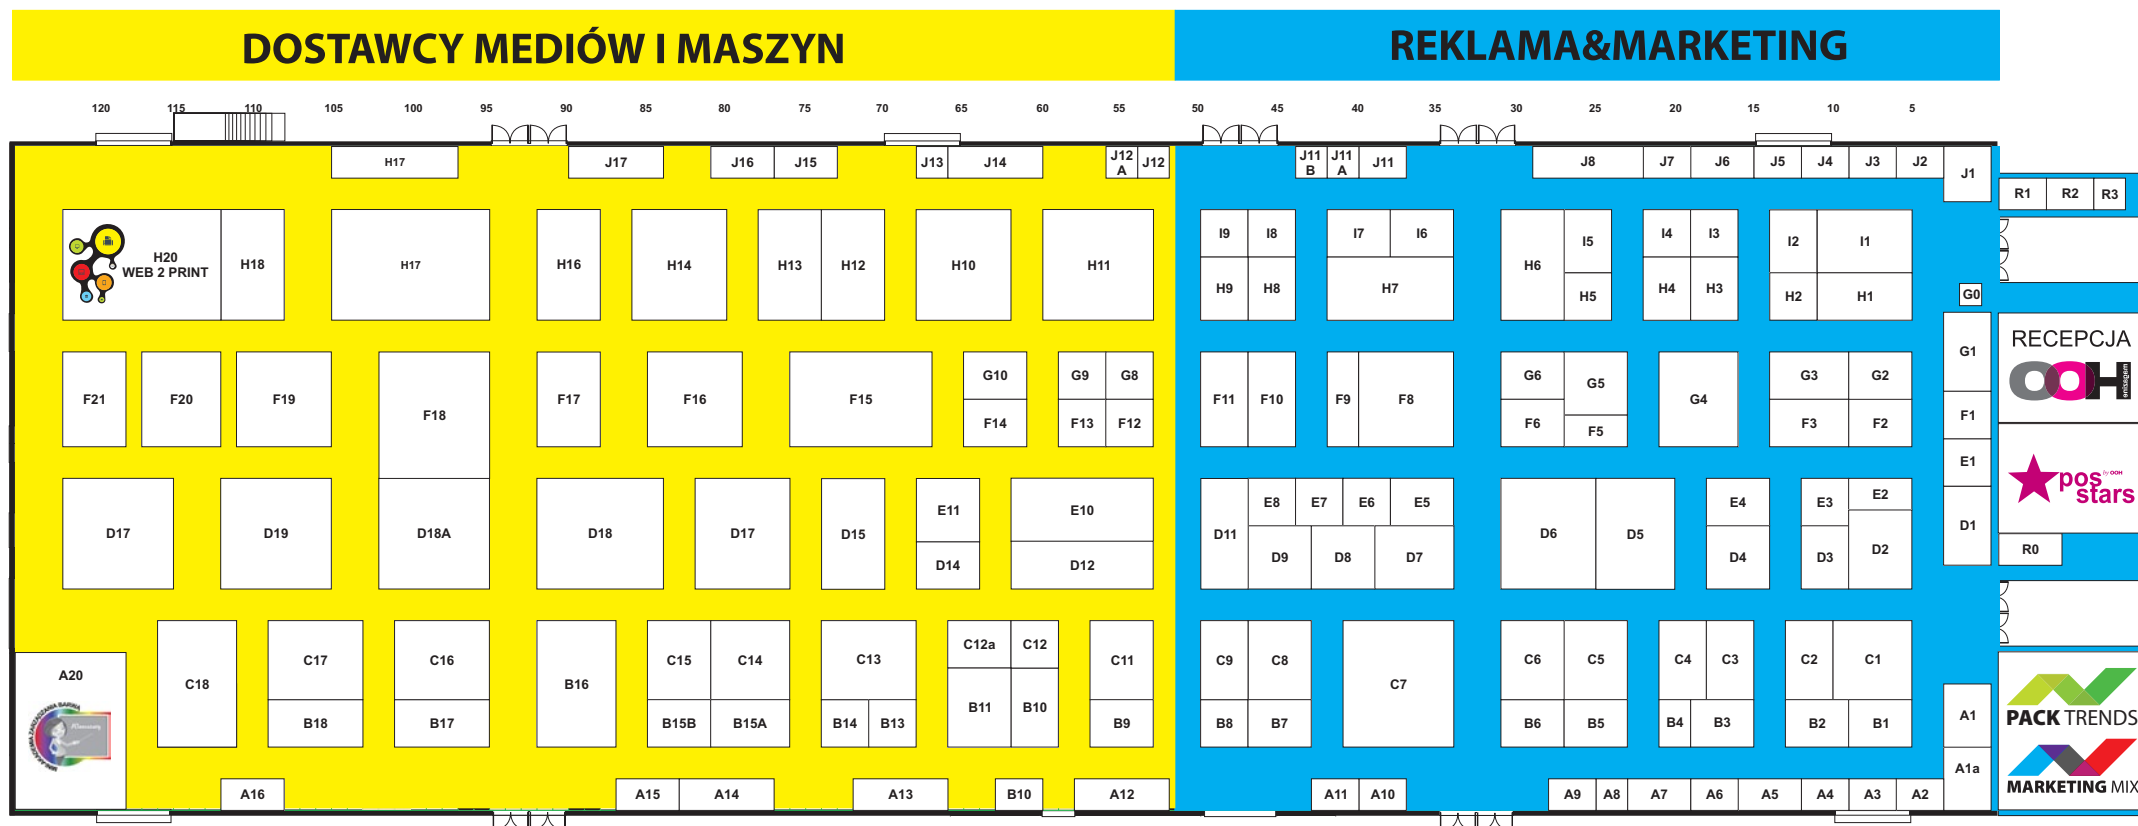 DOSTAWCY MEDIÓW I MASZYN
REKLAMA&MARKETING
120 115 110 105 100 95 90 85 80 75 70 65 60 55 50 45 40 35 30 25 20 15 10 5
H17 J17 J16 J15 J13 J14 J12 A J12 J11 B J11 A J11 J8 J7 J6 J5 J4 J3 J2 J1
R1 R2 R3
I9 I8 I7 I6 I5 I4 I3 I2 I1
H20
WEB 2 PRINT
H18 H17 H16 H14 H13 H12 H10 H11 H9 H8 H7 H6 H5 H4 H3 H2 H1
G0
RECEPCJA
OOH
G10 G9 G8 G6 G5 G4 G3 G2 G1
F21 F20 F19 F18 F17 F16 F15 F14 F13 F12 F11 F10 F9 F8 F6 F5 F3 F2 F1
E11 E10 E8 E7 E6 E5 E4 E3 E2 E1
pos by OOH
stars
D17 D19 D18A D18 D17 D15 D14 D12 D11 D9 D8 D7 D6 D5 D4 D3 D2 D1
R0
C18 C17 C16 C15 C14 C13 C12a C12 C11 C9 C8 C7 C6 C5 C4 C3 C2 C1
A20
B18 B17 B16 B15B B15A B14 B13 B11 B10 B9 B8 B7 B6 B5 B4 B3 B2 B1
A1
PACK TRENDS
A1a
MARKETING MIX
A16 A15 A14 A13 B10 A12 A11 A10 A9 A8 A7 A6 A5 A4 A3 A2